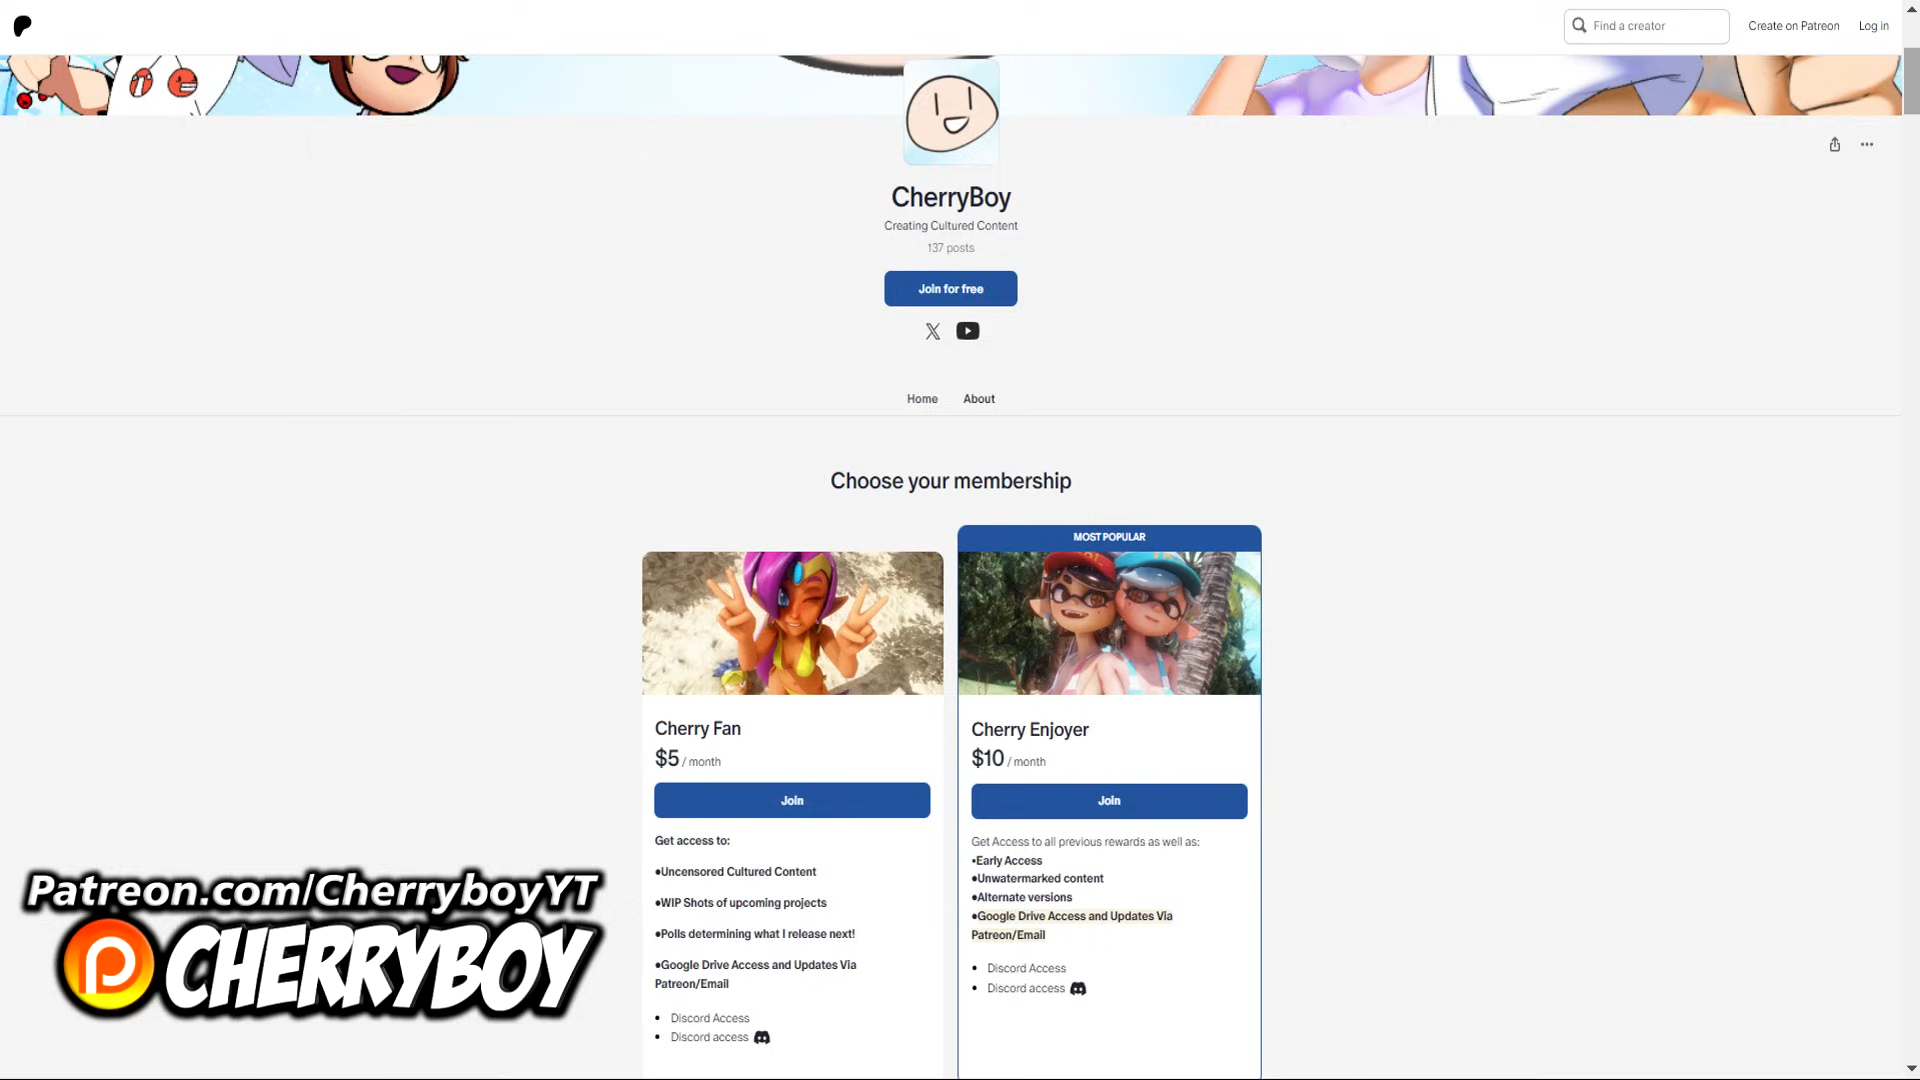 Find a creator
Create on Patreon
Log in
CherryBoy
Creating Cultured Content
137 posts
Join for free
Home
About
Choose your membership
Cherry Fan
$5 / month
Join
Get access to:
●Uncensored Cultured Content
●WIP Shots of upcoming projects
●Polls determining what I release next!
●Google Drive Access and Updates Via
Patreon/Email
• Discord Access
• Discord access
MOST POPULAR
Cherry Enjoyer
$10 / month
Join
Get Access to all previous rewards as well as:
•Early Access
●Unwatermarked content
●Alternate versions
●Google Drive Access and Updates Via
Patreon/Email
• Discord Access
• Discord access
Patreon.com/CherryboyYT
CHERRYBOY